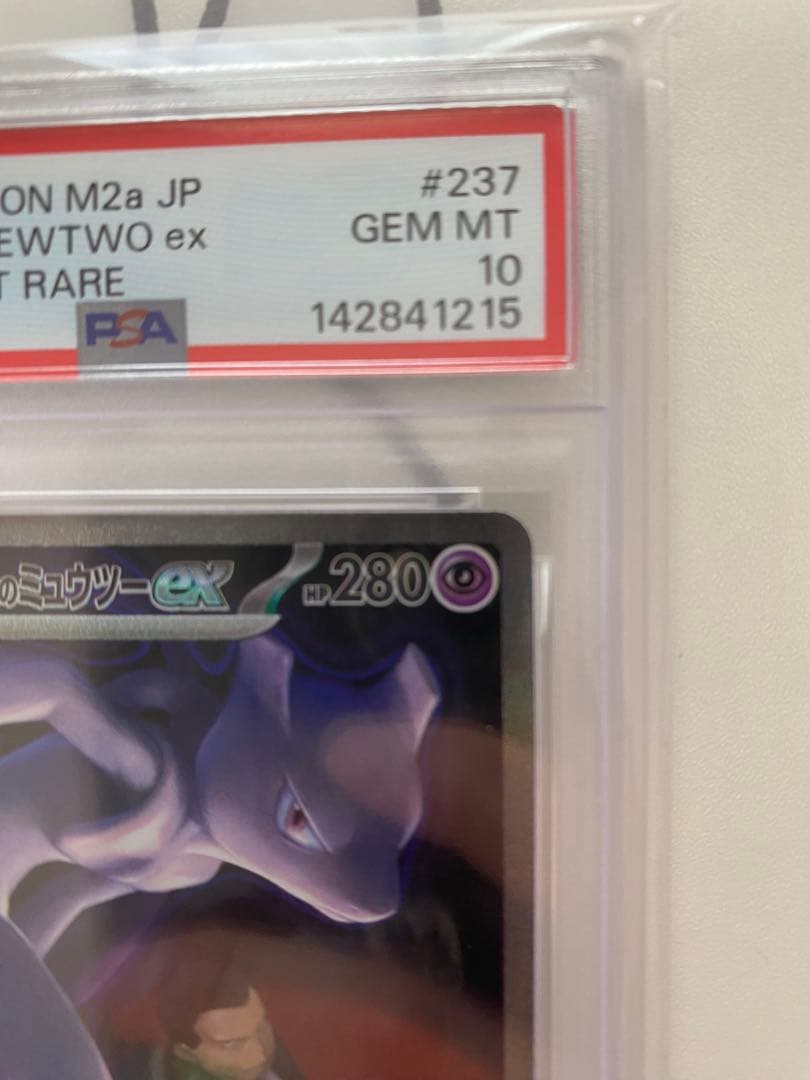 ON M2a JP #237
EWTWO ex GEM MT
T RARE 10
PSA 142841215
のミュウツーex HP280